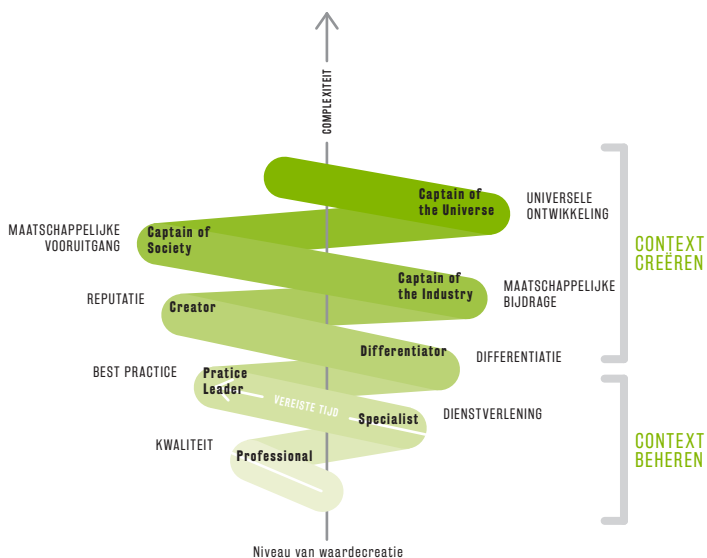 COMPLEXITEIT
Captain of
the Universe
UNIVERSELE
ONTWIKKELING
MAATSCHAPPELIJKE
VOORUITGANG
Captain of
Society
CONTEXT
CREËREN
Captain of
the Industry
MAATSCHAPPELIJKE
BIJDRAGE
REPUTATIE
Creator
Differentiator
DIFFERENTIATIE
BEST PRACTICE
Pratice
Leader
VEREISTE TIJD
Specialist
DIENSTVERLENING
KWALITEIT
Professional
CONTEXT
BEHEREN
Niveau van waardecreatie